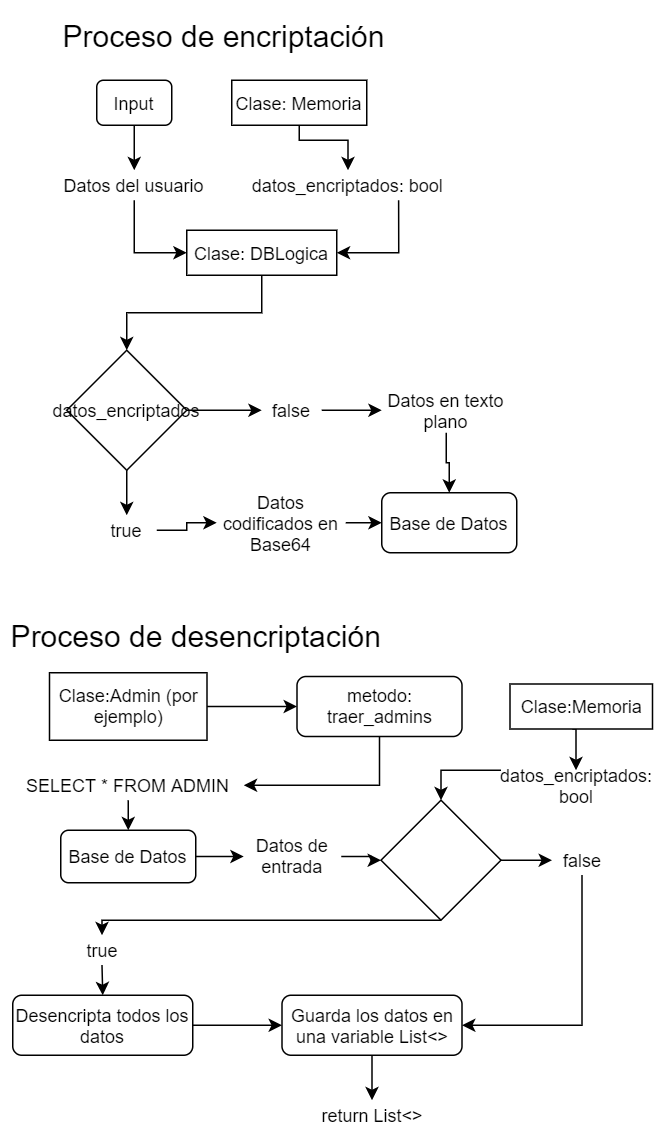 Proceso de encriptación
Input
Clase: Memoria
Datos del usuario
datos_encriptados: bool
Clase: DBLogica
datos_encriptados
false
Datos en texto
plano
true
Datos
codificados en
Base64
Base de Datos
Proceso de desencriptación
Clase:Admin (por
ejemplo)
metodo:
traer_admins
Clase:Memoria
SELECT * FROM ADMIN
datos_encriptados:
bool
Base de Datos
Datos de
entrada
false
true
Desencripta todos los
datos
Guarda los datos en
una variable List<>
return List<>